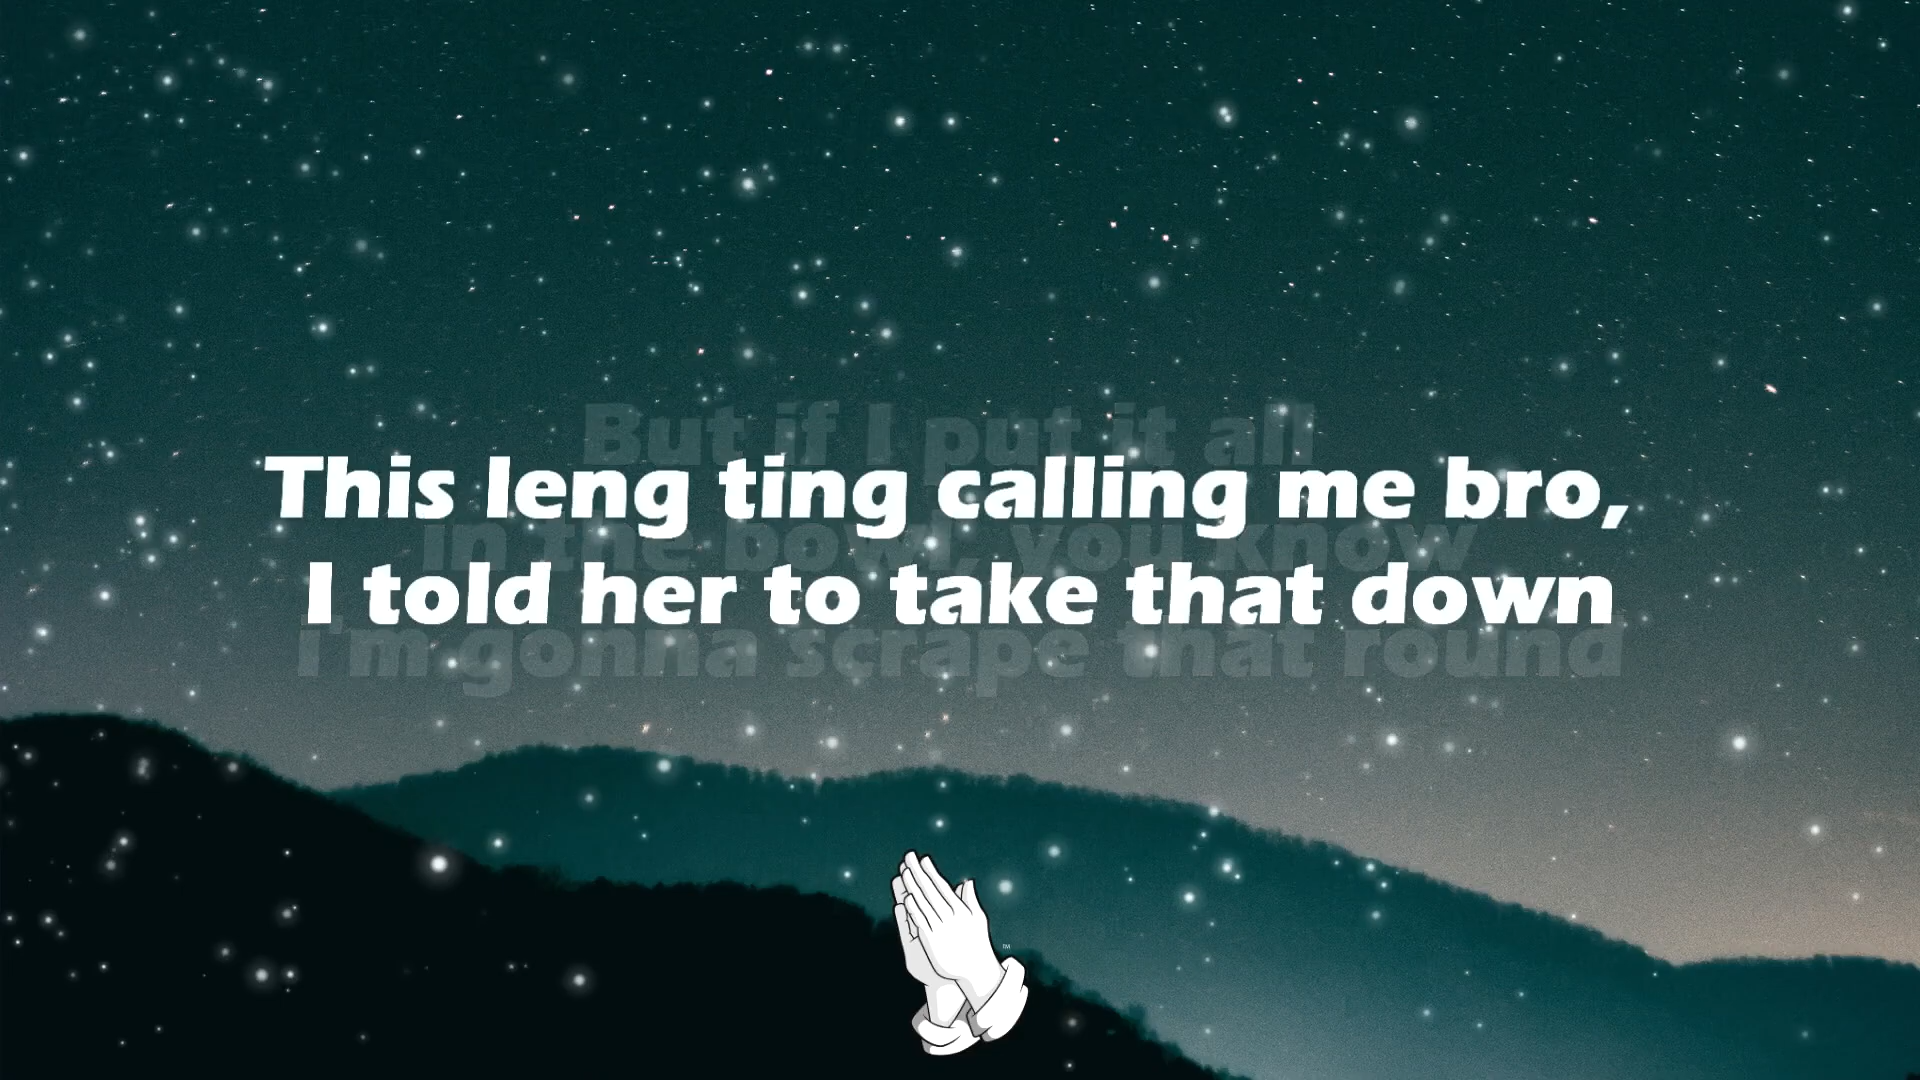 But if I put it all
This leng ting calling me bro,
in the bowl, you know
I told her to take that down
i'm gonna scrape that round
TM